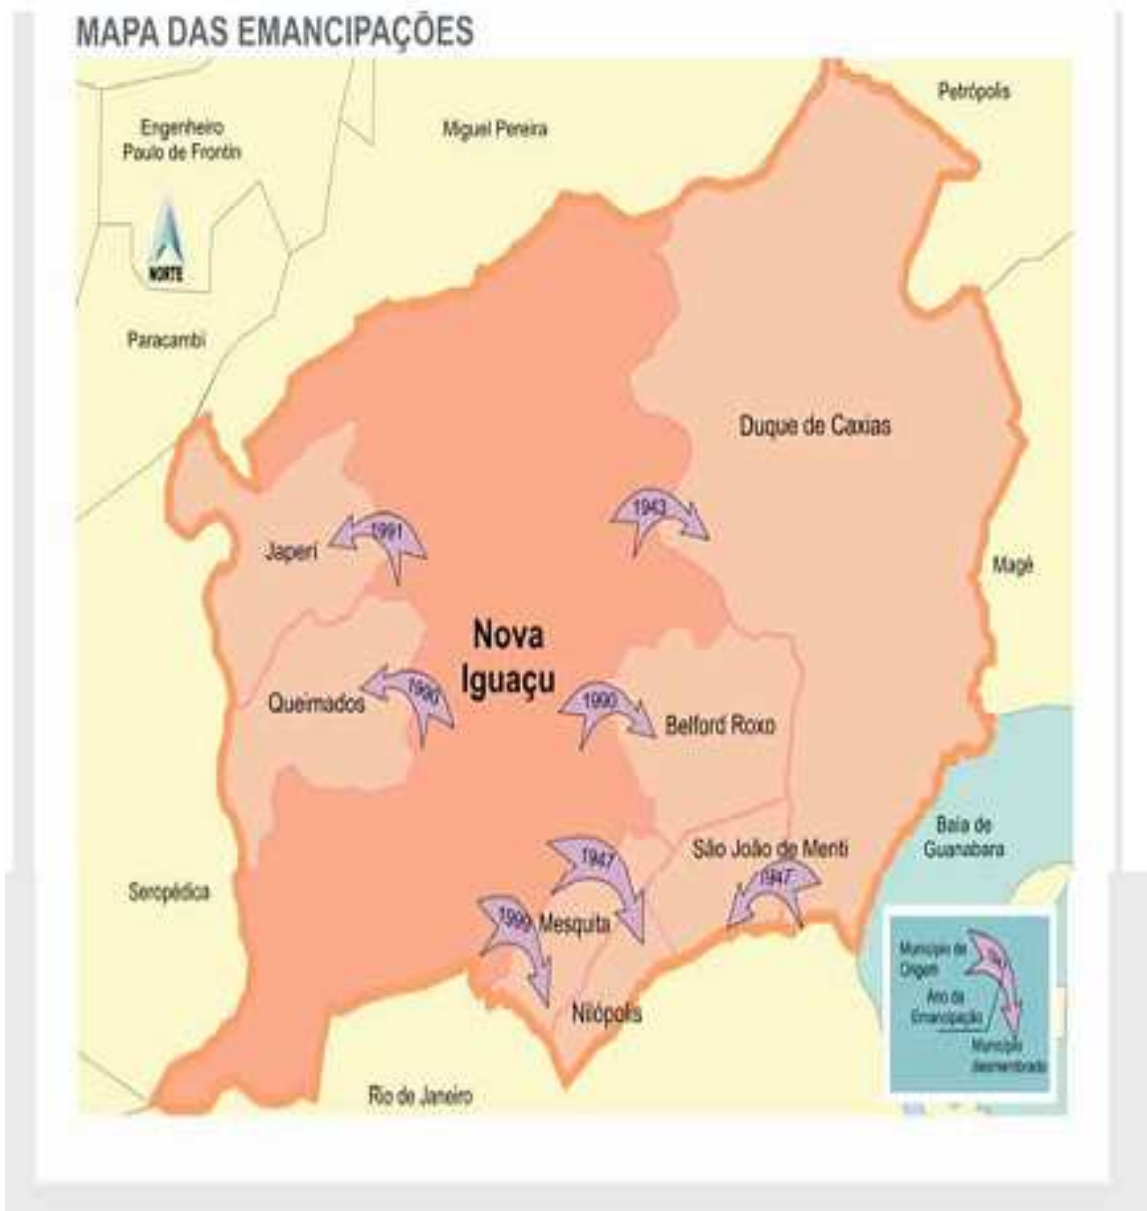 MAPA DAS EMANCIPAÇÕES
Petrópolis
Engenheiro
Paulo de Frontin
Miguel Pereira
NORTE
Paracambi
Duque de Caxias
1943
1991
Japeri
Magé
Nova
Iguaçu
1990
Queimados
1990
Belford Roxo
Baía de
Guanabara
São João de Meriti
1947
1947
Seropédica
1999
Mesquita
Nilópolis
Rio de Janeiro
Município de
Origem
Ano da
Emancipação
Município
desmembrado